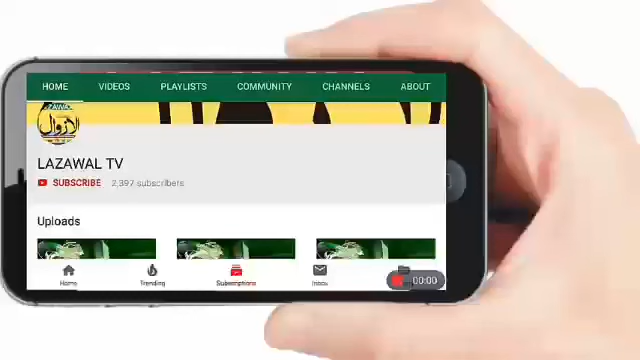 HOME VIDEOS PLAYLISTS COMMUNITY CHANNELS ABOUT
لازوال
LAZAWAL TV
SUBSCRIBE 2,397 subscribers
Uploads
Home Trending Subscriptions Inbox 00:00